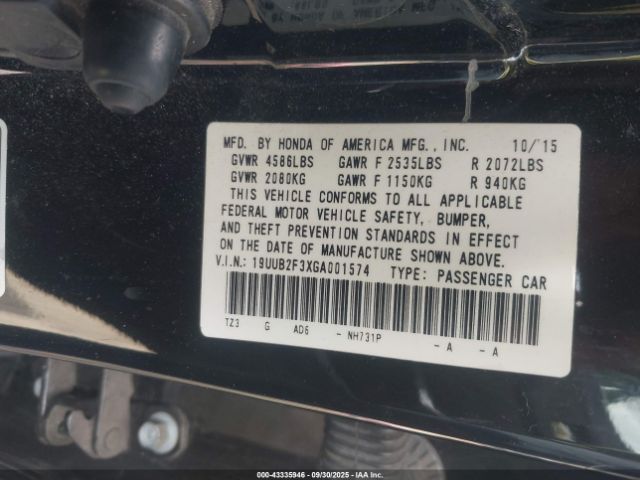 MFD. BY HONDA OF AMERICA MFG., INC. 10/'15
GVWR 4586LBS GAWR F 2535LBS R 2072LBS
GVWR 2080KG GAWR F 1150KG R 940KG
THIS VEHICLE CONFORMS TO ALL APPLICABLE
FEDERAL MOTOR VEHICLE SAFETY, BUMPER,
AND THEFT PREVENTION STANDARDS IN EFFECT
ON THE DATE OF MANUFACTURE SHOWN ABOVE.
V.I.N.: 19UUB2F3XGA001574 TYPE: PASSENGER CAR
TZ3 G AD6 - NH731P - A - A
000-43335946 - 09/30/2025 - IAA Inc.